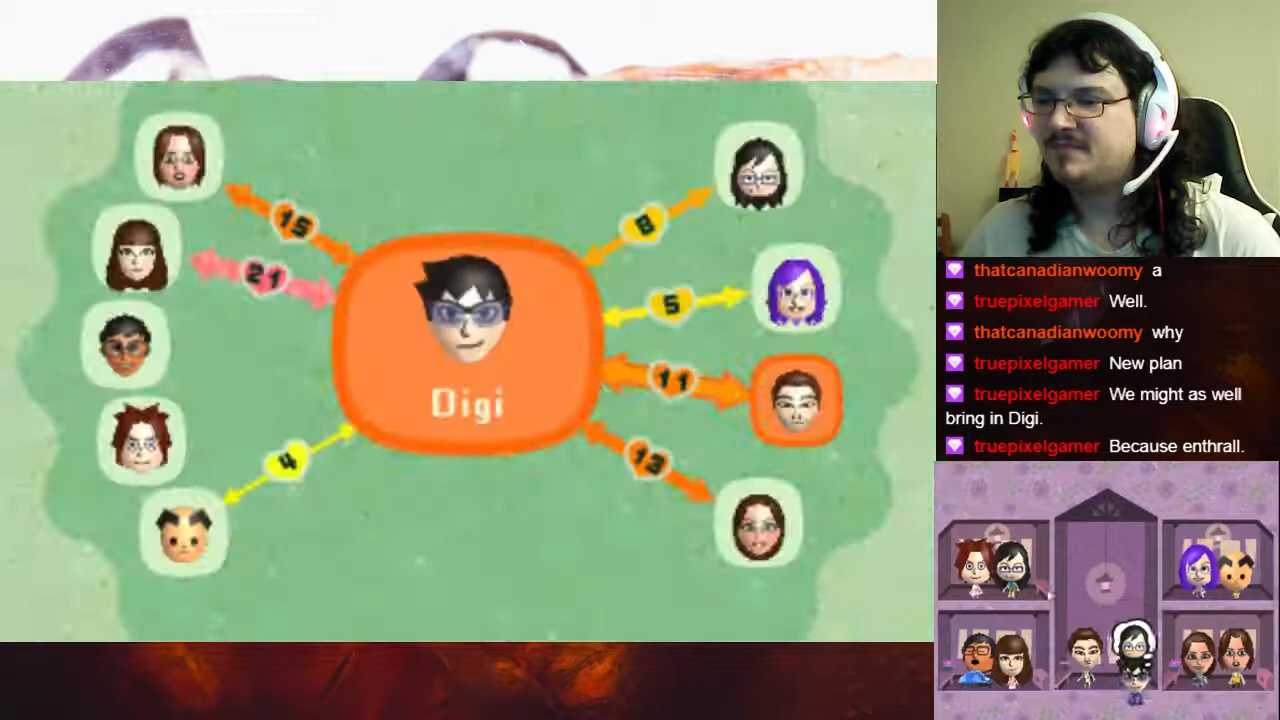 15
21
4
Digi
8
5
11
13
thatcanadianwoomy a
truepixelgamer Well.
thatcanadianwoomy why
truepixelgamer New plan
truepixelgamer We might as well
bring in Digi.
truepixelgamer Because enthrall.